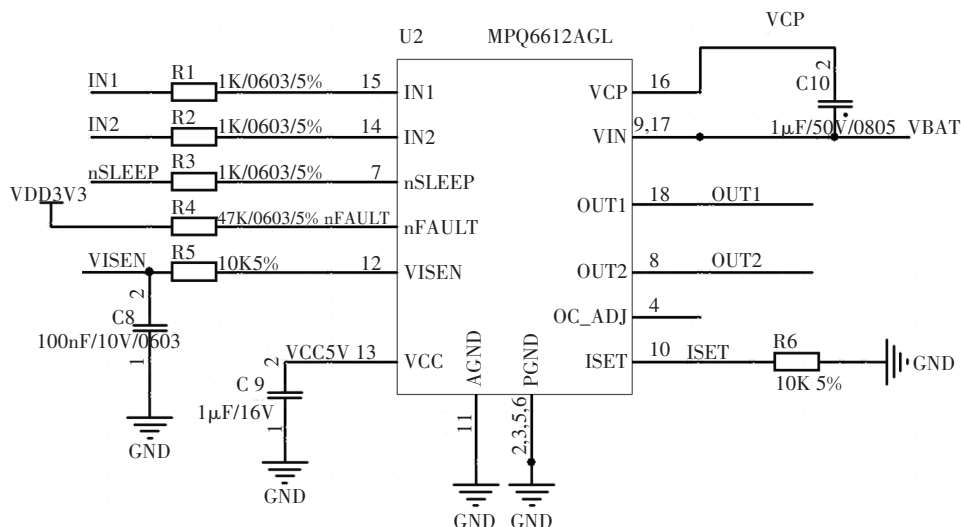 VCP
U2 MPQ6612AGL
IN1 R1 1K/0603/5% 15 IN1
VCP 16
2
C10
IN2 R2 1K/0603/5% 14 IN2
VIN 9,17
1μF/50V/0805 VBAT
nSLEEP R3 1K/0603/5% 7 nSLEEP
VDD3V3
OUT1 18 OUT1
R4 47K/0603/5% nFAULT nFAULT
VISEN R5 10K5% 12 VISEN
OUT2 8 OUT2
2
C8
100nF/10V/0603
1
OC_ADJ 4
VCC5V 13 VCC
ISET 10 ISET R6 GND
10K 5%
2
C 9
1μF/16V
1
AGND PGND
11 2,3,5,6
GND
GND
GND GND